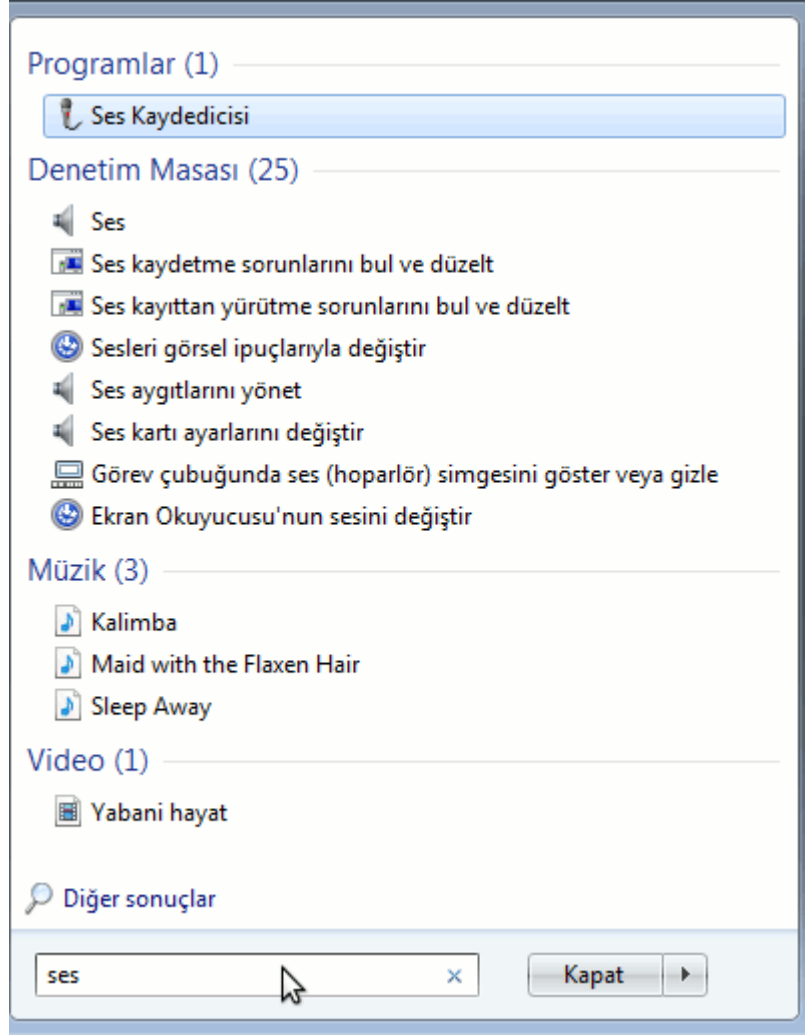 Programlar (1)
Ses Kaydedicisi
Denetim Masası (25)
Ses
Ses kaydetme sorunlarını bul ve düzelt
Ses kayıttan yürütme sorunlarını bul ve düzelt
Sesleri görsel ipuçlarıyla değiştir
Ses aygıtlarını yönet
Ses kartı ayarlarını değiştir
Görev çubuğunda ses (hoparlör) simgesini göster veya gizle
Ekran Okuyucusu'nun sesini değiştir
Müzik (3)
Kalimba
Maid with the Flaxen Hair
Sleep Away
Video (1)
Yabani hayat
Diğer sonuçlar
ses Kapat